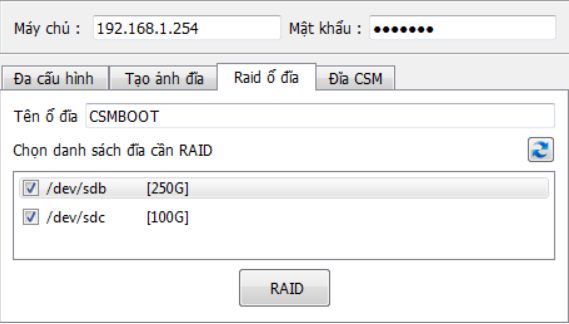 Máy chủ : 192.168.1.254 Mật khẩu : ●●●●●●●
Đa cấu hình Tạo ảnh đĩa Raid ổ đĩa Đĩa CSM
Tên ổ đĩa CSMBOOT
Chọn danh sách đĩa cần RAID
/dev/sdb [250G]
/dev/sdc [100G]
RAID